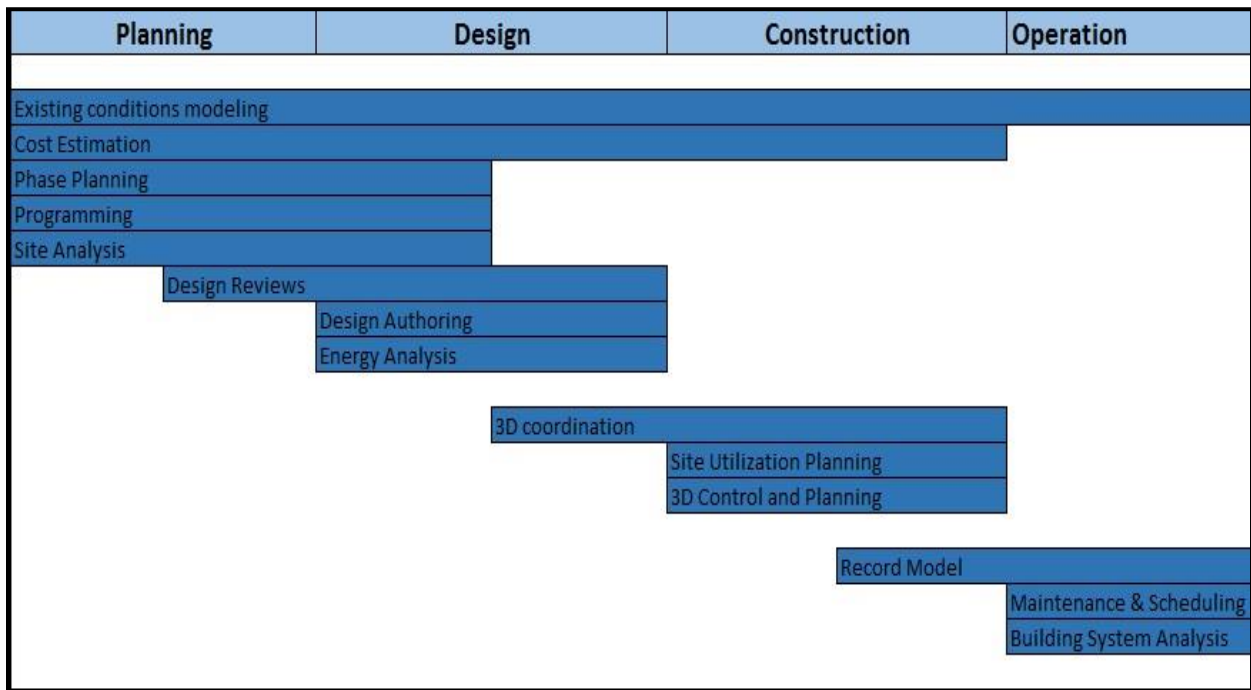 Planning Design Construction Operation
Existing conditions modeling
Cost Estimation
Phase Planning
Programming
Site Analysis
Design Reviews
Design Authoring
Energy Analysis
3D coordination
Site Utilization Planning
3D Control and Planning
Record Model
Maintenance & Scheduling
Building System Analysis